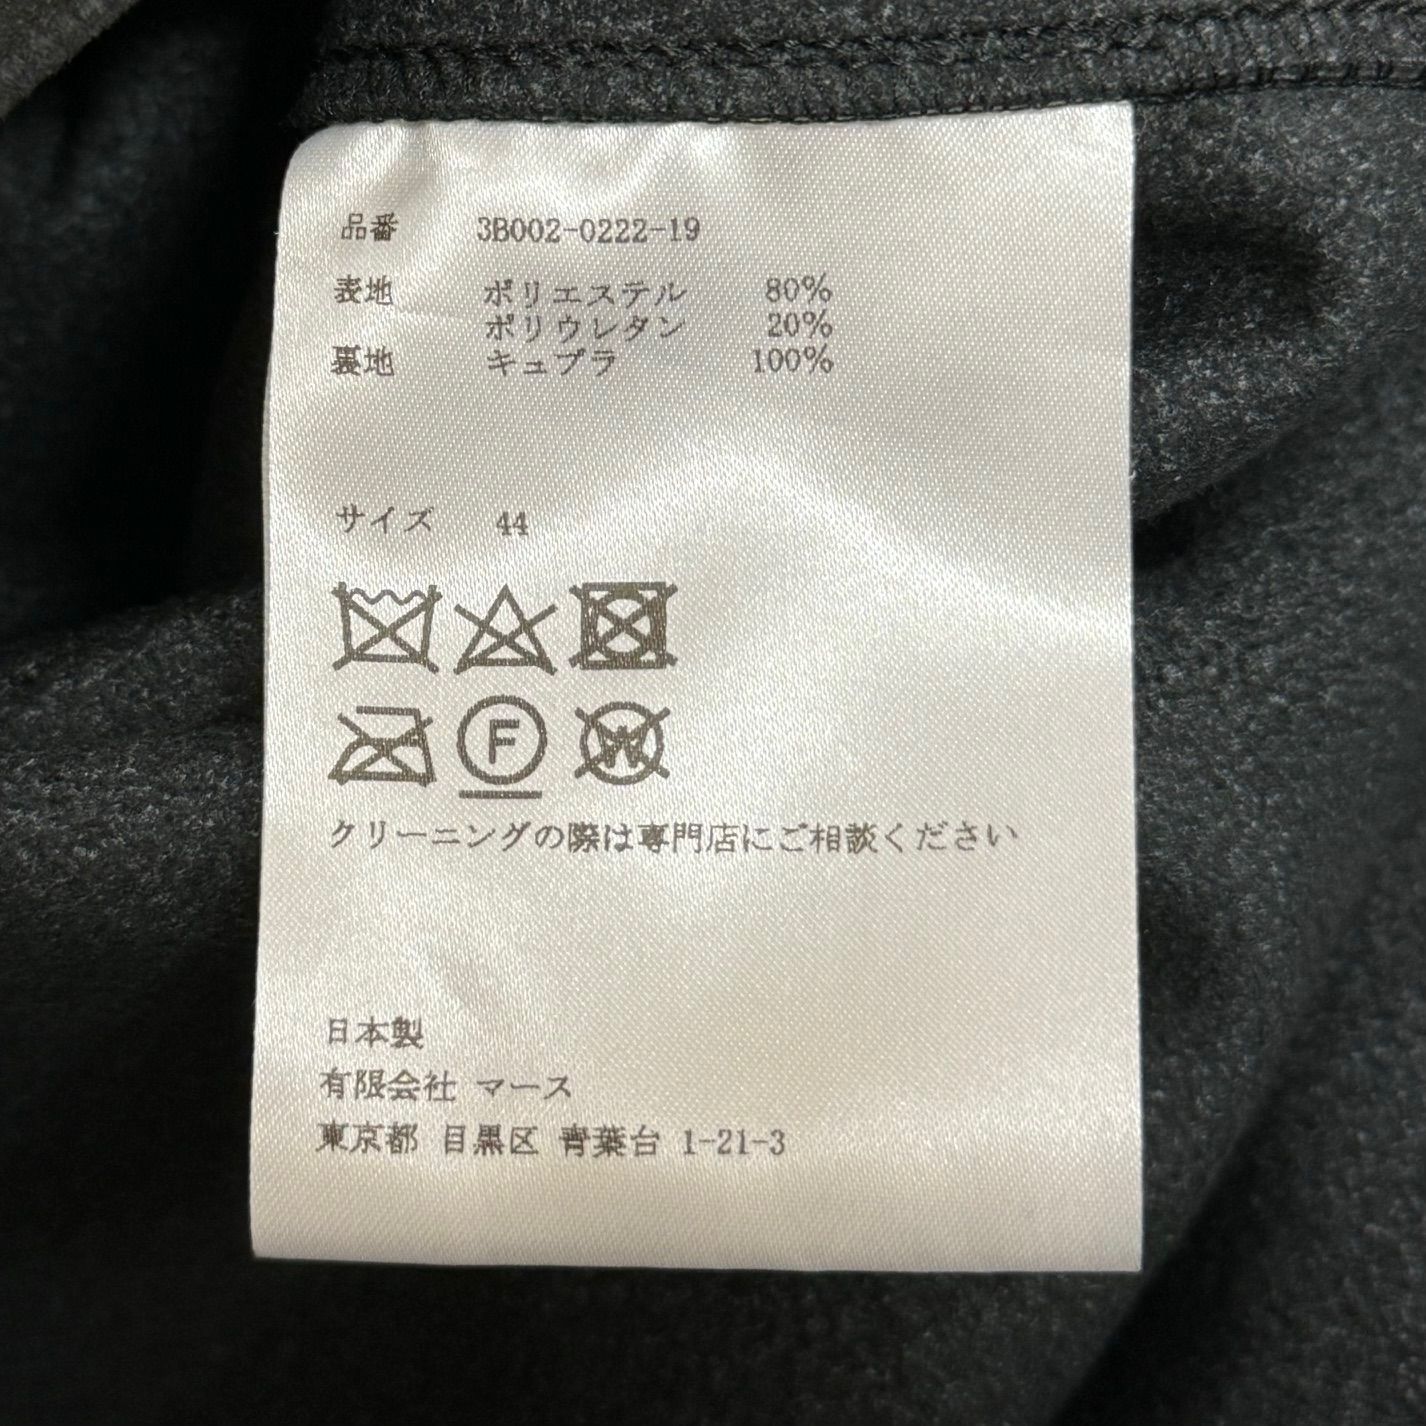 品番 3B002-0222-19
表地 ポリエステル 80%
ポリウレタン 20%
裏地 キュプラ 100%
サイズ 44
F W
クリーニングの際は専門店にご相談ください
日本製
有限会社 マース
東京都 目黒区 青葉台 1-21-3